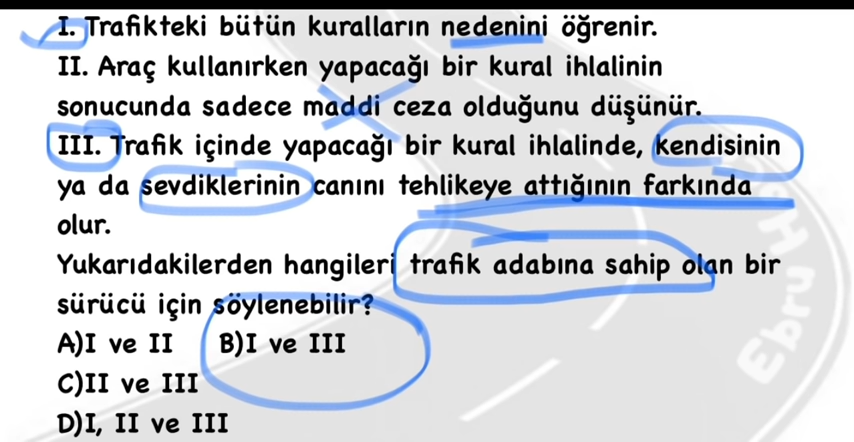 I. Trafikteki bütün kuralların nedenini öğrenir.
II. Araç kullanırken yapacağı bir kural ihlalinin
sonucunda sadece maddi ceza olduğunu düşünür.
III. Trafik içinde yapacağı bir kural ihlalinde, kendisinin
ya da sevdiklerinin canını tehlikeye attığının farkında
olur.
Yukarıdakilerden hangileri trafik adabına sahip olan bir
sürücü için söylenebilir?
A)I ve II B)I ve III
C)II ve III
D)I, II ve III
Ebru